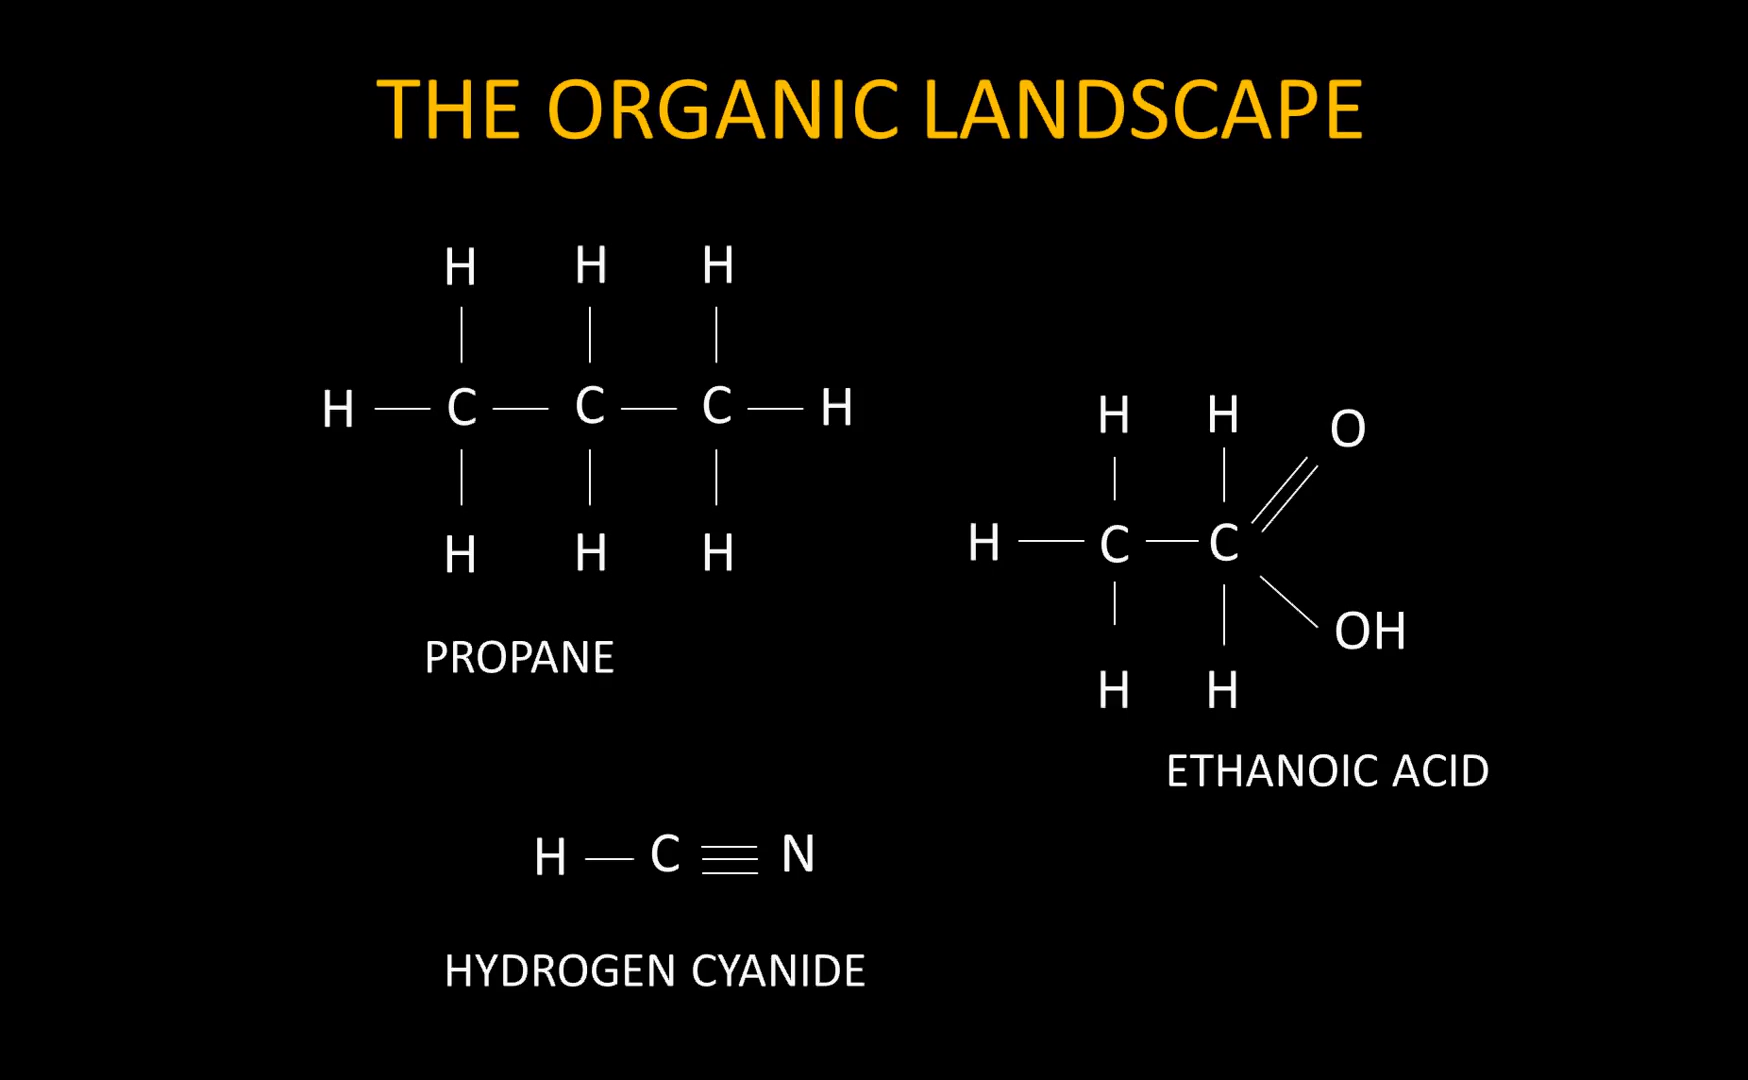 THE ORGANIC LANDSCAPE
H H H
H C C C H
H H H
PROPANE
H H O
H C C
OH
H H
ETHANOIC ACID
H C N
HYDROGEN CYANIDE